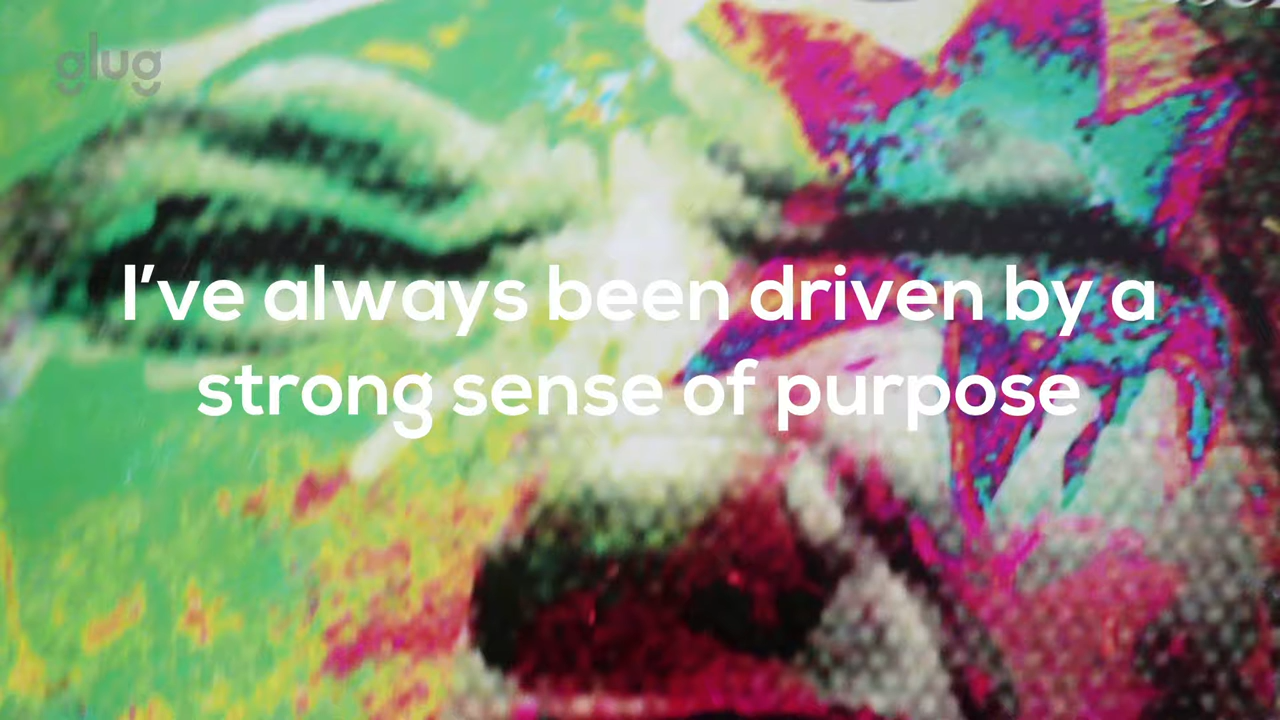 glug
I've always been driven by a
strong sense of purpose